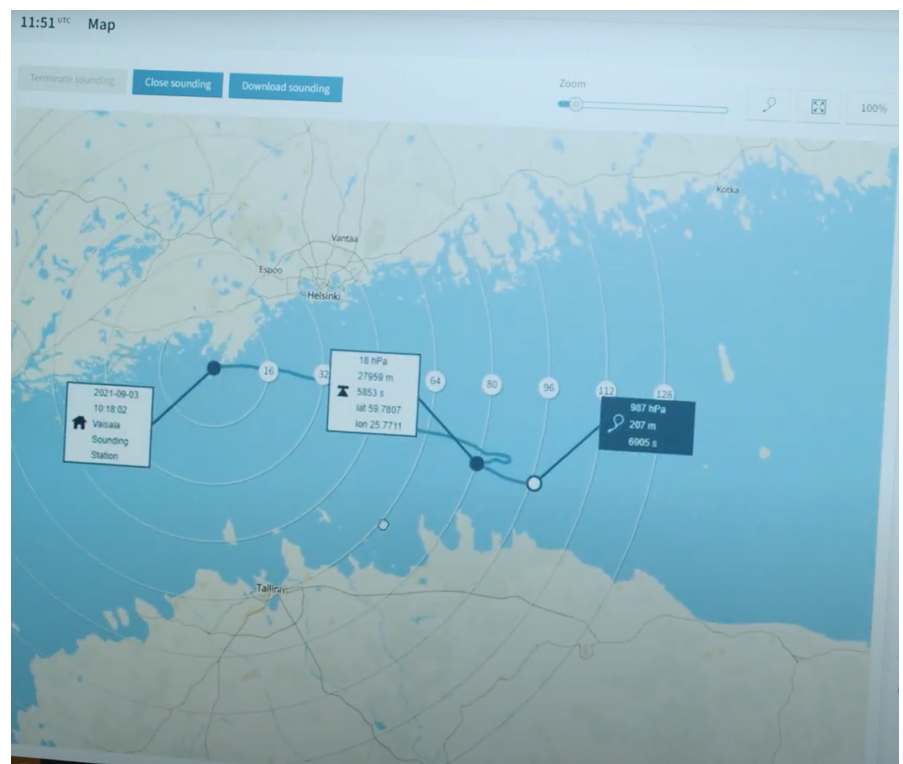 11:51 UTC Map
Terminate sounding
Close sounding
Download sounding
Zoom
100%
Kotka
Vantaa
Espoo
Helsinki
16
32
64
80
96
112
128
18 hPa
27959 m
5853 s
lat 59.7807
lon 25.7711
2021-09-03
10:18:02
Vaisala
Sounding
Station
987 hPa
207 m
6905 s
Tallinn